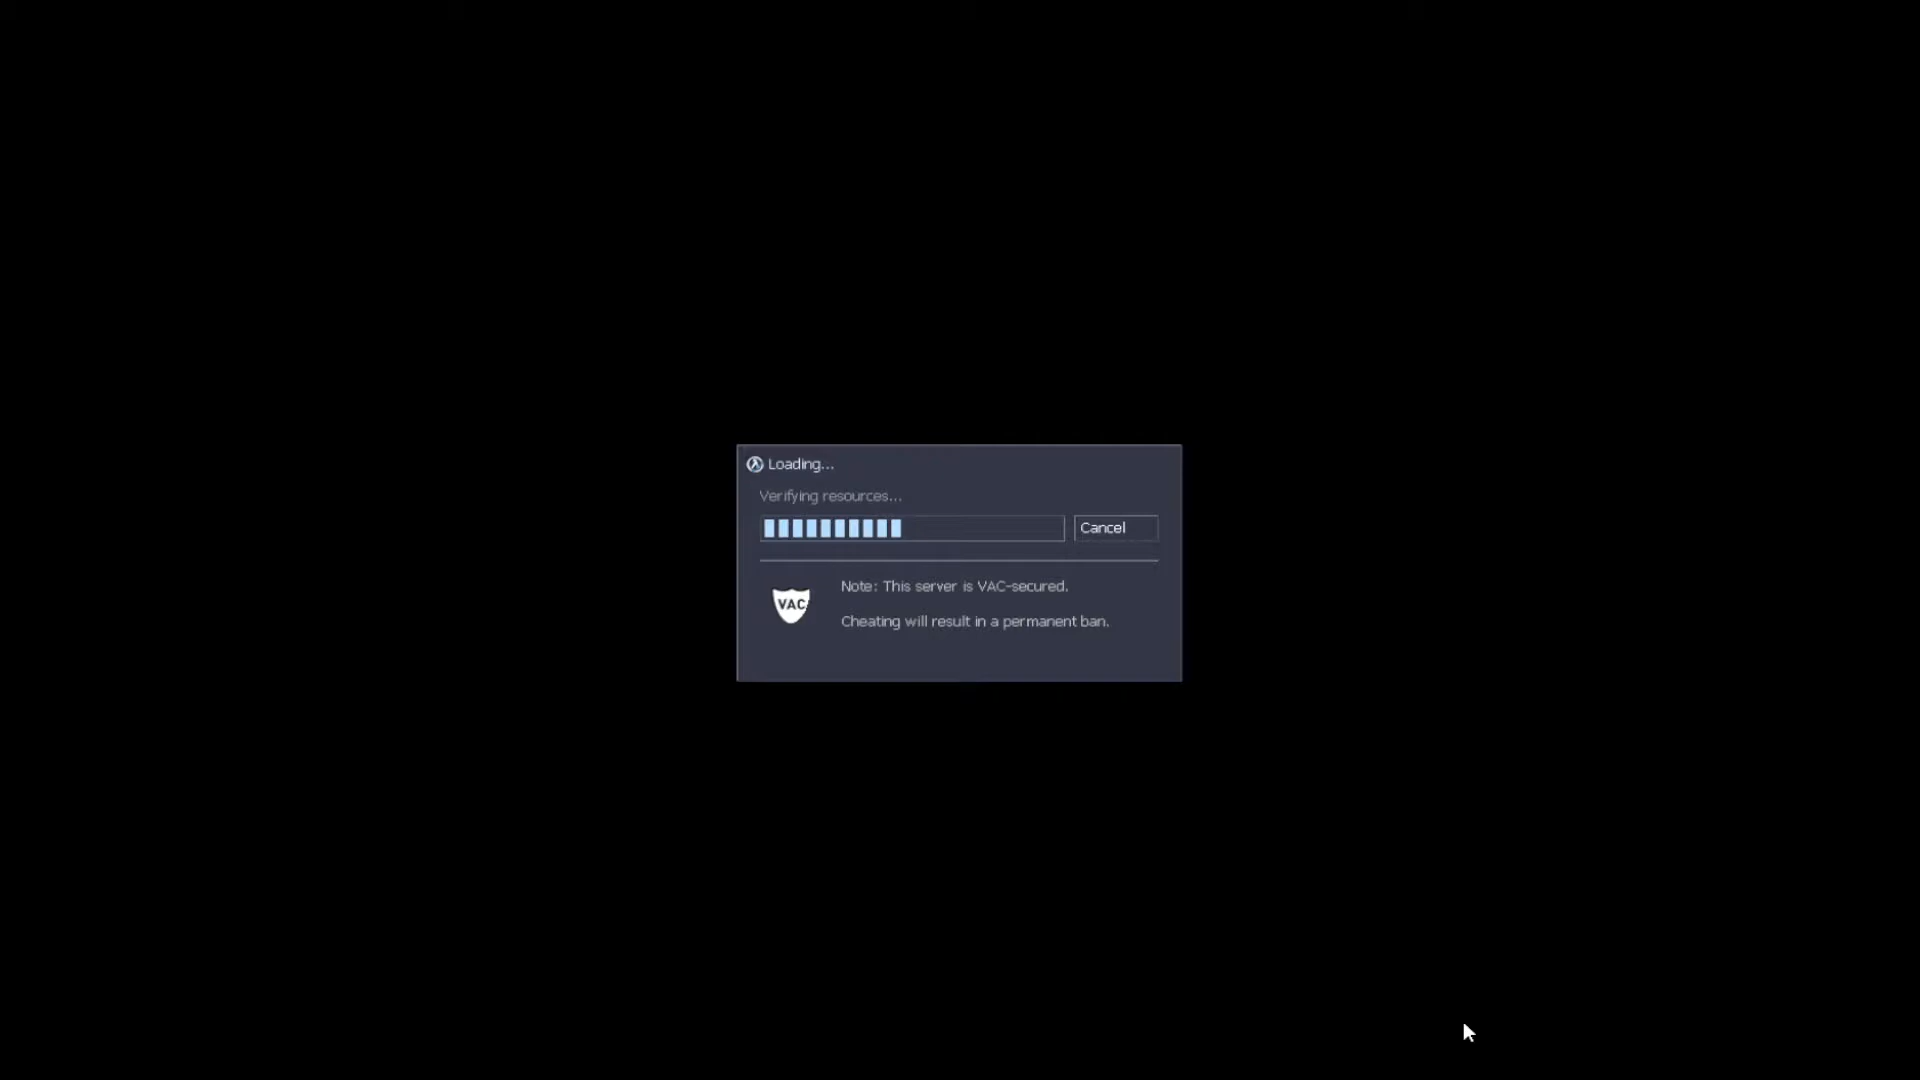 Loading...
Verifying resources...
Cancel
Note: This server is VAC-secured.
VAC
Cheating will result in a permanent ban.